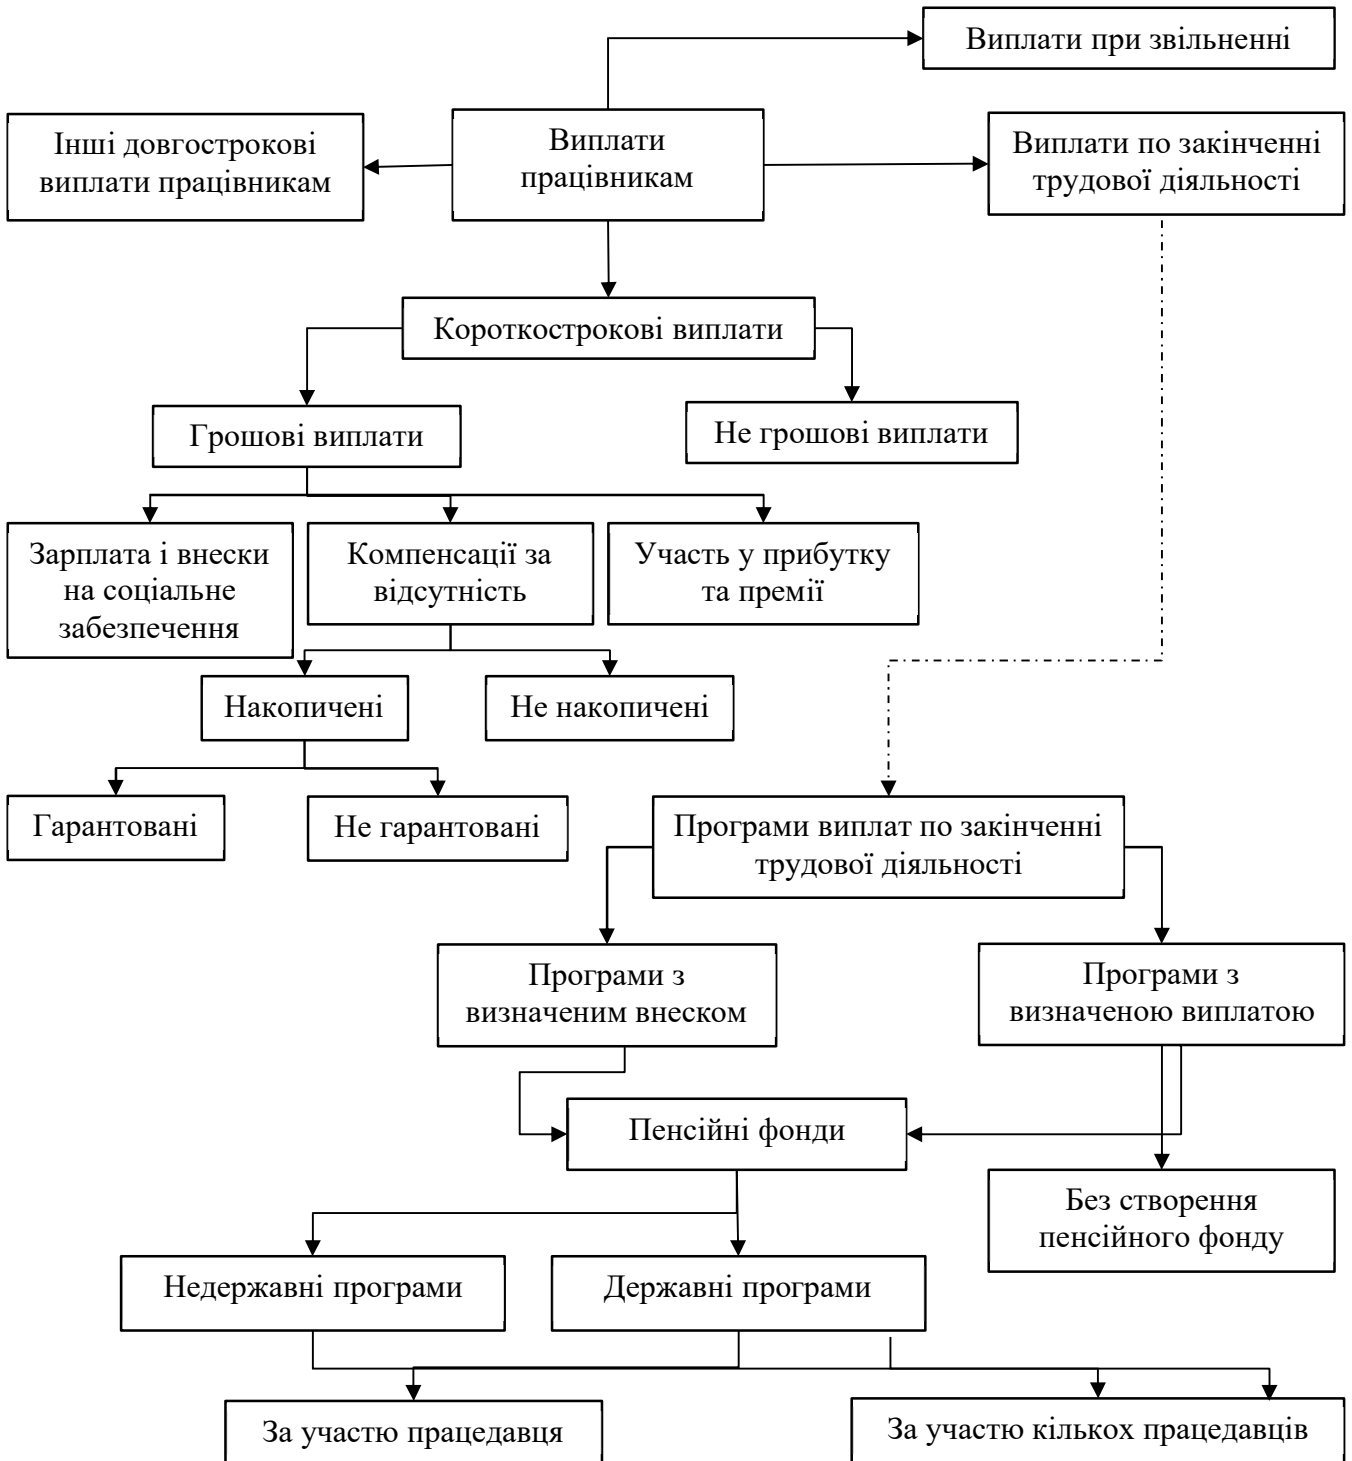 Виплати при звільненні
Інші довгострокові
виплати працівникам
Виплати
працівникам
Виплати по закінченні
трудової діяльності
Короткострокові виплати
Грошові виплати
Не грошові виплати
Зарплата і внески
на соціальне
забезпечення
Компенсації за
відсутність
Участь у прибутку
та премії
Накопичені
Не накопичені
Гарантовані
Не гарантовані
Програми виплат по закінченні
трудової діяльності
Програми з
визначеним внеском
Програми з
визначеною виплатою
Пенсійні фонди
Без створення
пенсійного фонду
Недержавні програми
Державні програми
За участю працедавця
За участю кількох працедавців